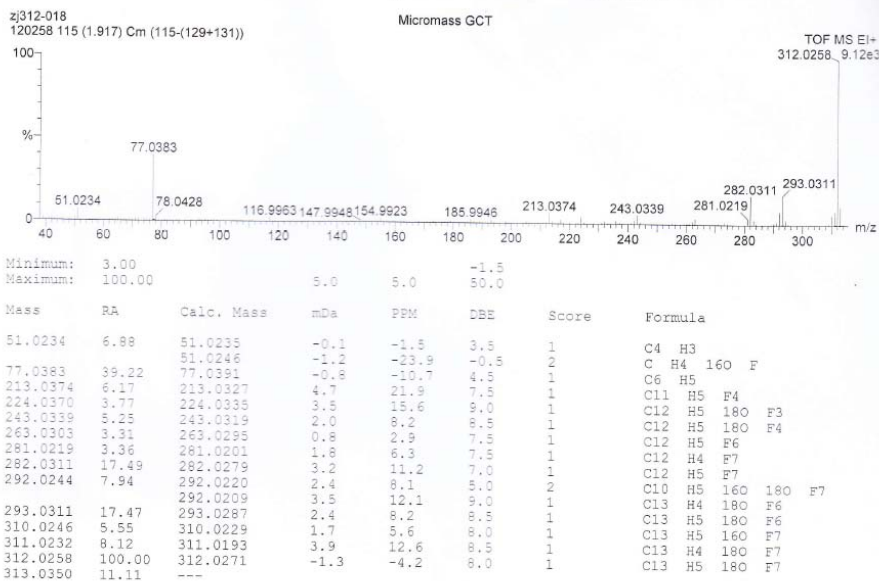 zj312-018
120258 115 (1.917) Cm (115-(129+131))
Micromass GCT
TOF MS EI+
9.12e3
100
%
0
312.0258
77.0383
51.0234
78.0428
116.9963
147.9948
154.9923
185.9946
213.0374
243.0339
281.0219
282.0311
293.0311
40 60 80 100 120 140 160 180 200 220 240 260 280 300 m/z
Minimum: 3.00 -1.5
Maximum: 100.00 5.0 5.0 50.0
Mass RA Calc. Mass mDa PPM DBE Score Formula
51.0234 6.88 51.0235 -0.1 -1.5 3.5 1 C4 H3
51.0246 -1.2 -23.9 -0.5 2 C H4 16O F
77.0383 39.22 77.0391 -0.8 -10.7 4.5 1 C6 H5
213.0374 6.17 213.0327 4.7 21.9 7.5 1 C11 H5 F4
224.0370 3.77 224.0335 3.5 15.6 9.0 1 C12 H5 18O F3
243.0339 5.25 243.0319 2.0 8.2 8.5 1 C12 H5 18O F4
263.0303 3.31 263.0295 0.8 2.9 7.5 1 C12 H5 F6
281.0219 3.36 281.0201 1.8 6.3 7.5 1 C12 H4 F7
282.0311 17.49 282.0279 3.2 11.2 7.0 1 C12 H5 F7
292.0244 7.94 292.0220 2.4 8.1 5.0 2 C10 H5 16O 18O F7
292.0209 3.5 12.1 9.0 1 C13 H4 18O F6
293.0311 17.47 293.0287 2.4 8.2 8.5 1 C13 H5 18O F6
310.0246 5.55 310.0229 1.7 5.6 8.0 1 C13 H5 16O F7
311.0232 8.12 311.0193 3.9 12.6 8.5 1 C13 H4 18O F7
312.0258 100.00 312.0271 -1.3 -4.2 8.0 1 C13 H5 18O F7
313.0350 11.11 ---